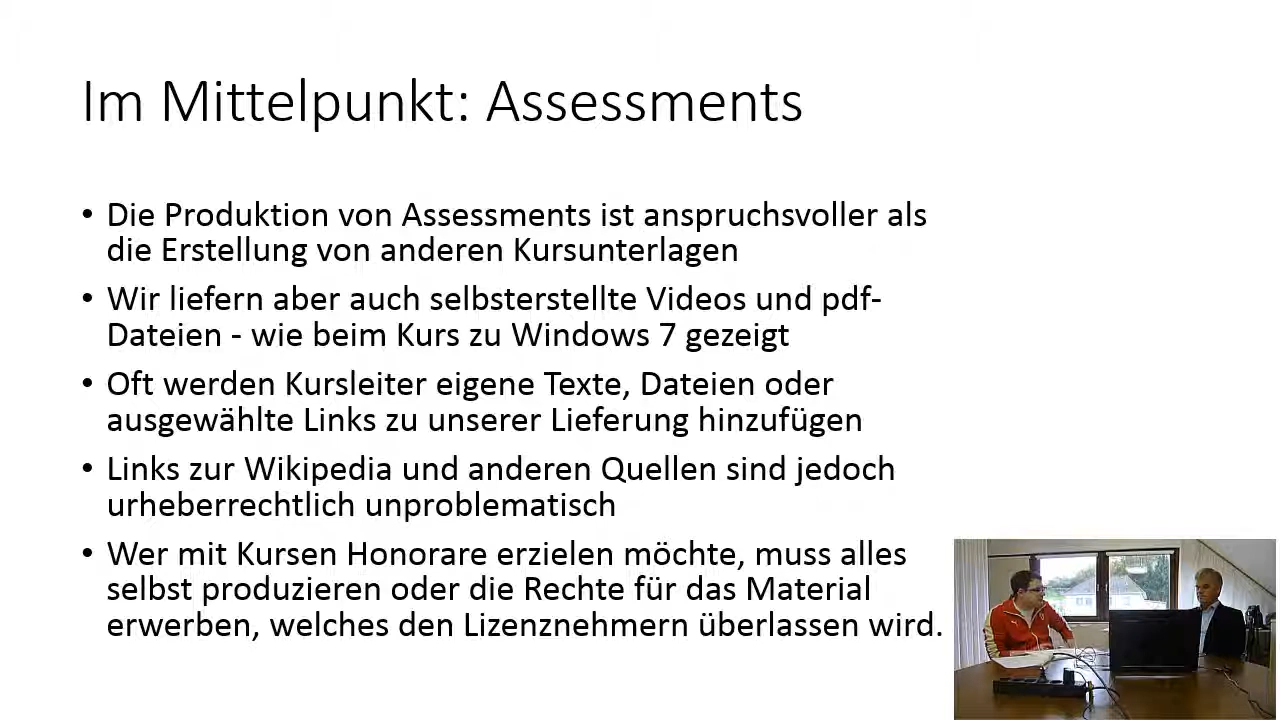 Im Mittelpunkt: Assessments
• Die Produktion von Assessments ist anspruchsvoller als
die Erstellung von anderen Kursunterlagen
• Wir liefern aber auch selbsterstellte Videos und pdf-
Dateien - wie beim Kurs zu Windows 7 gezeigt
• Oft werden Kursleiter eigene Texte, Dateien oder
ausgewählte Links zu unserer Lieferung hinzufügen
• Links zur Wikipedia und anderen Quellen sind jedoch
urheberrechtlich unproblematisch
• Wer mit Kursen Honorare erzielen möchte, muss alles
selbst produzieren oder die Rechte für das Material
erwerben, welches den Lizenznehmern überlassen wird.